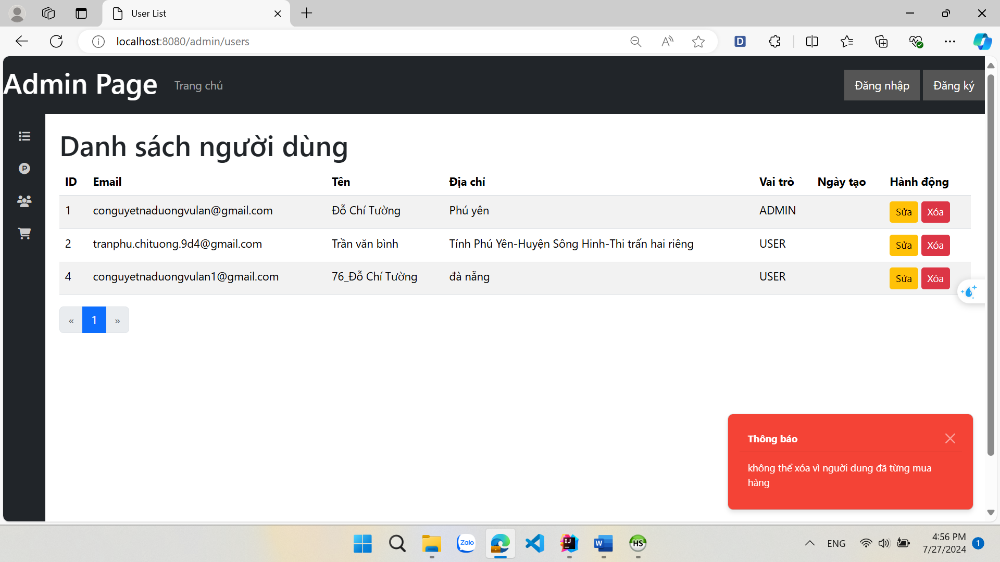 User List
localhost:8080/admin/users
Admin Page
Trang chủ
Đăng nhập
Đăng ký
Danh sách người dùng
ID Email Tên Địa chỉ Vai trò Ngày tạo Hành động
1 conguyetnaduongvulan@gmail.com Đỗ Chí Tường Phú yên ADMIN Sửa Xóa
2 tranphu.chituong.9d4@gmail.com Trần văn bình Tỉnh Phú Yên-Huyện Sông Hinh-Thi trấn hai riêng USER Sửa Xóa
4 conguyetnaduongvulan1@gmail.com 76_Đỗ Chí Tường đà nẵng USER Sửa Xóa
« 1 »
Thông báo
không thể xóa vì nguời dung đã từng mua
hàng
Zalo
ENG
4:56 PM
7/27/2024
1